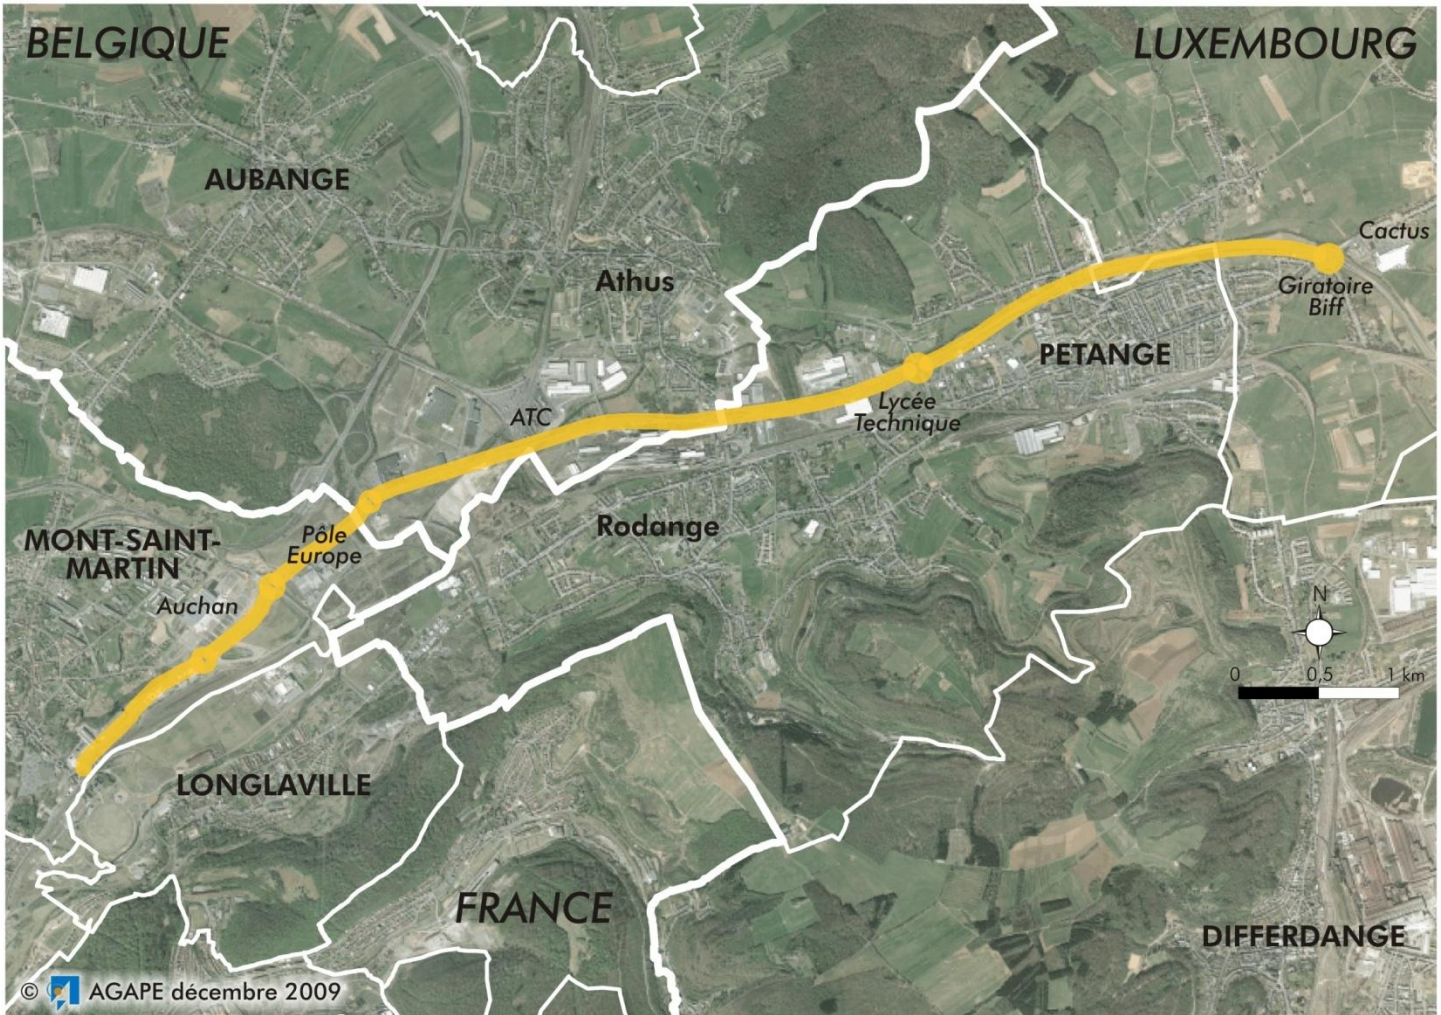 BELGIQUE
LUXEMBOURG
AUBANGE
Cactus
Athus
Giratoire
Biff
PETANGE
ATC
Lycée
Technique
Pôle
Europe
MONT-SAINT-
MARTIN
Rodange
Auchan
N
0 0,5 1 km
LONGLAVILLE
FRANCE
DIFFERDANGE
© AGAPE décembre 2009